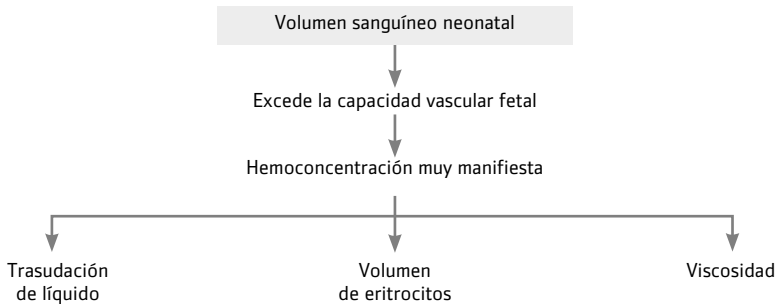 Volumen sanguíneo neonatal
Excede la capacidad vascular fetal
Hemoconcentración muy manifiesta
Trasudación
de líquido
Volumen
de eritrocitos
Viscosidad